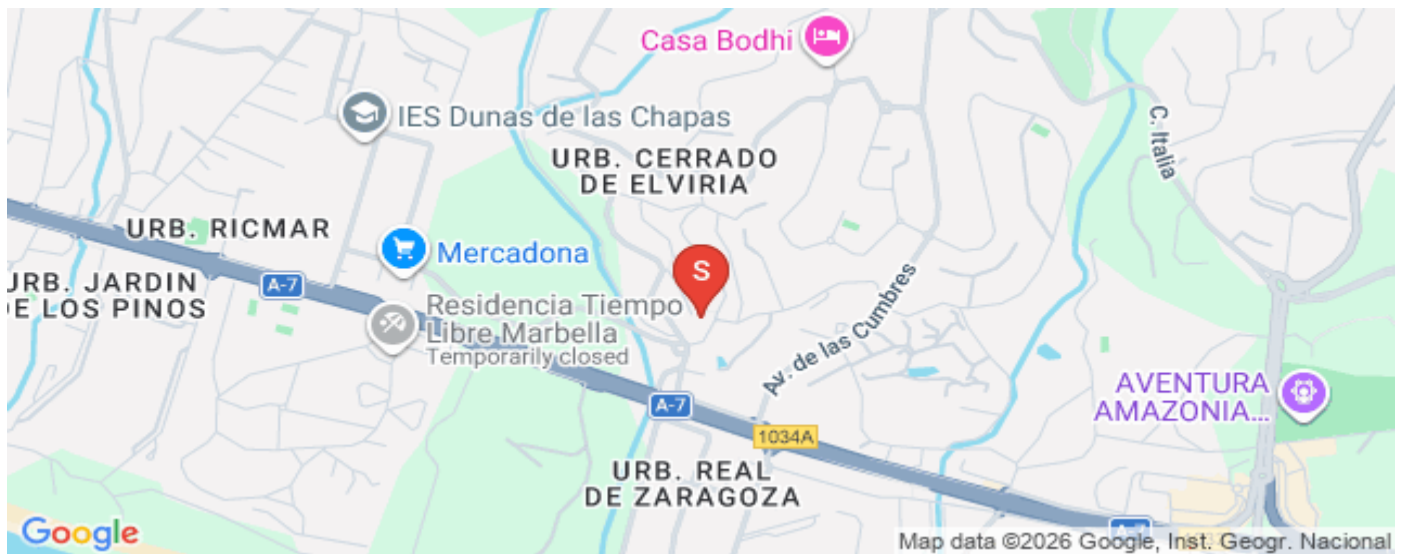 Casa Bodhi
IES Dunas de las Chapas
C. Italia
URB. CERRADO
DE ELVIRIA
URB. RICMAR
Mercadona
S
URB. JARDIN
DE LOS PINOS
A-7
Residencia Tiempo
Libre Marbella
Temporarily closed
Av. de las Cumbres
AVENTURA
AMAZONIA...
A-7
1034A
URB. REAL
DE ZARAGOZA
A-7
Google
Map data ©2026 Google, Inst. Geogr. Nacional